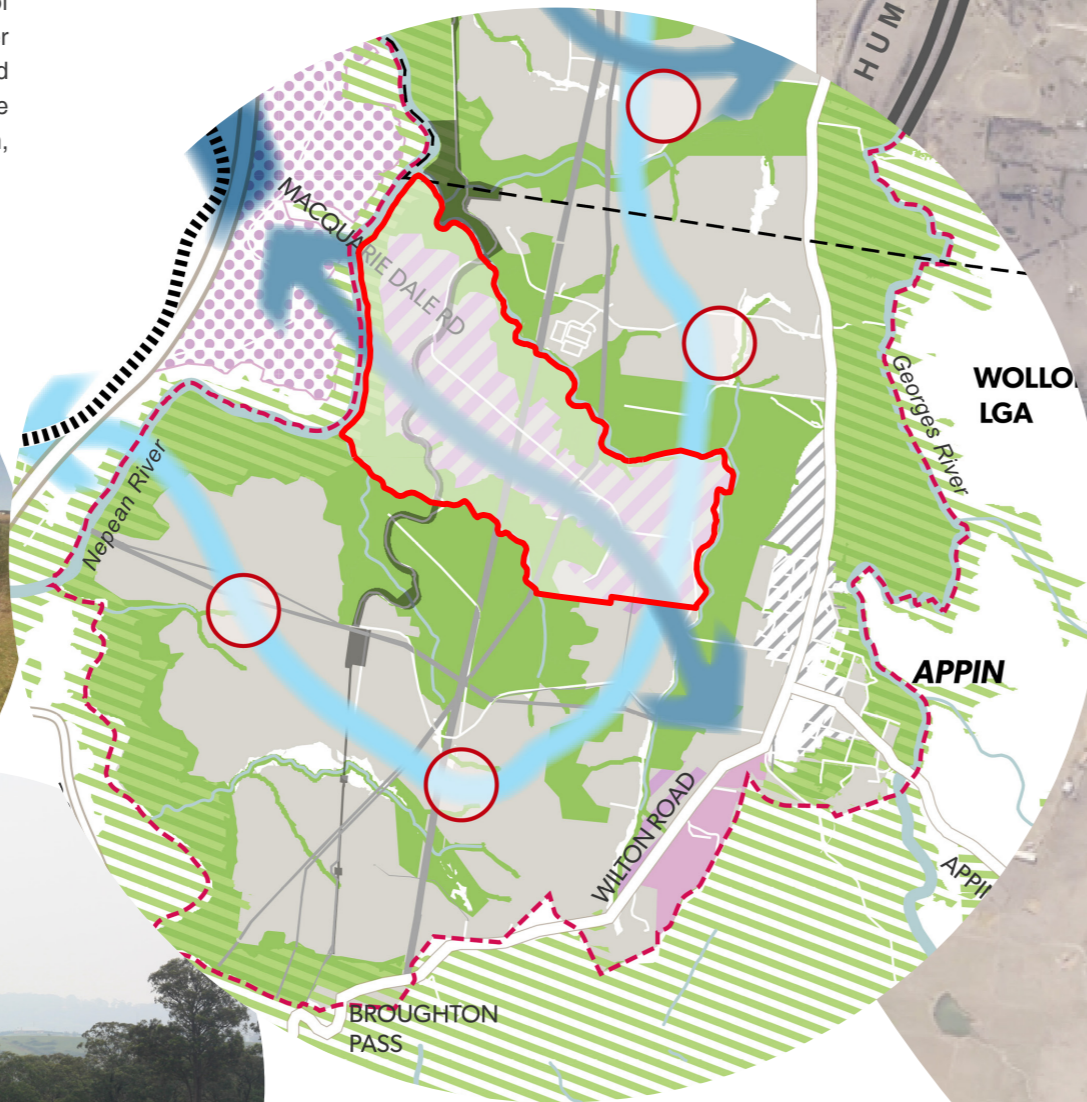 HUM
MACQUARIE DALE RD
Georges River
WOLLO
LGA
Nepean River
APPIN
WILTON ROAD
APPI
BROUGHTON
PASS